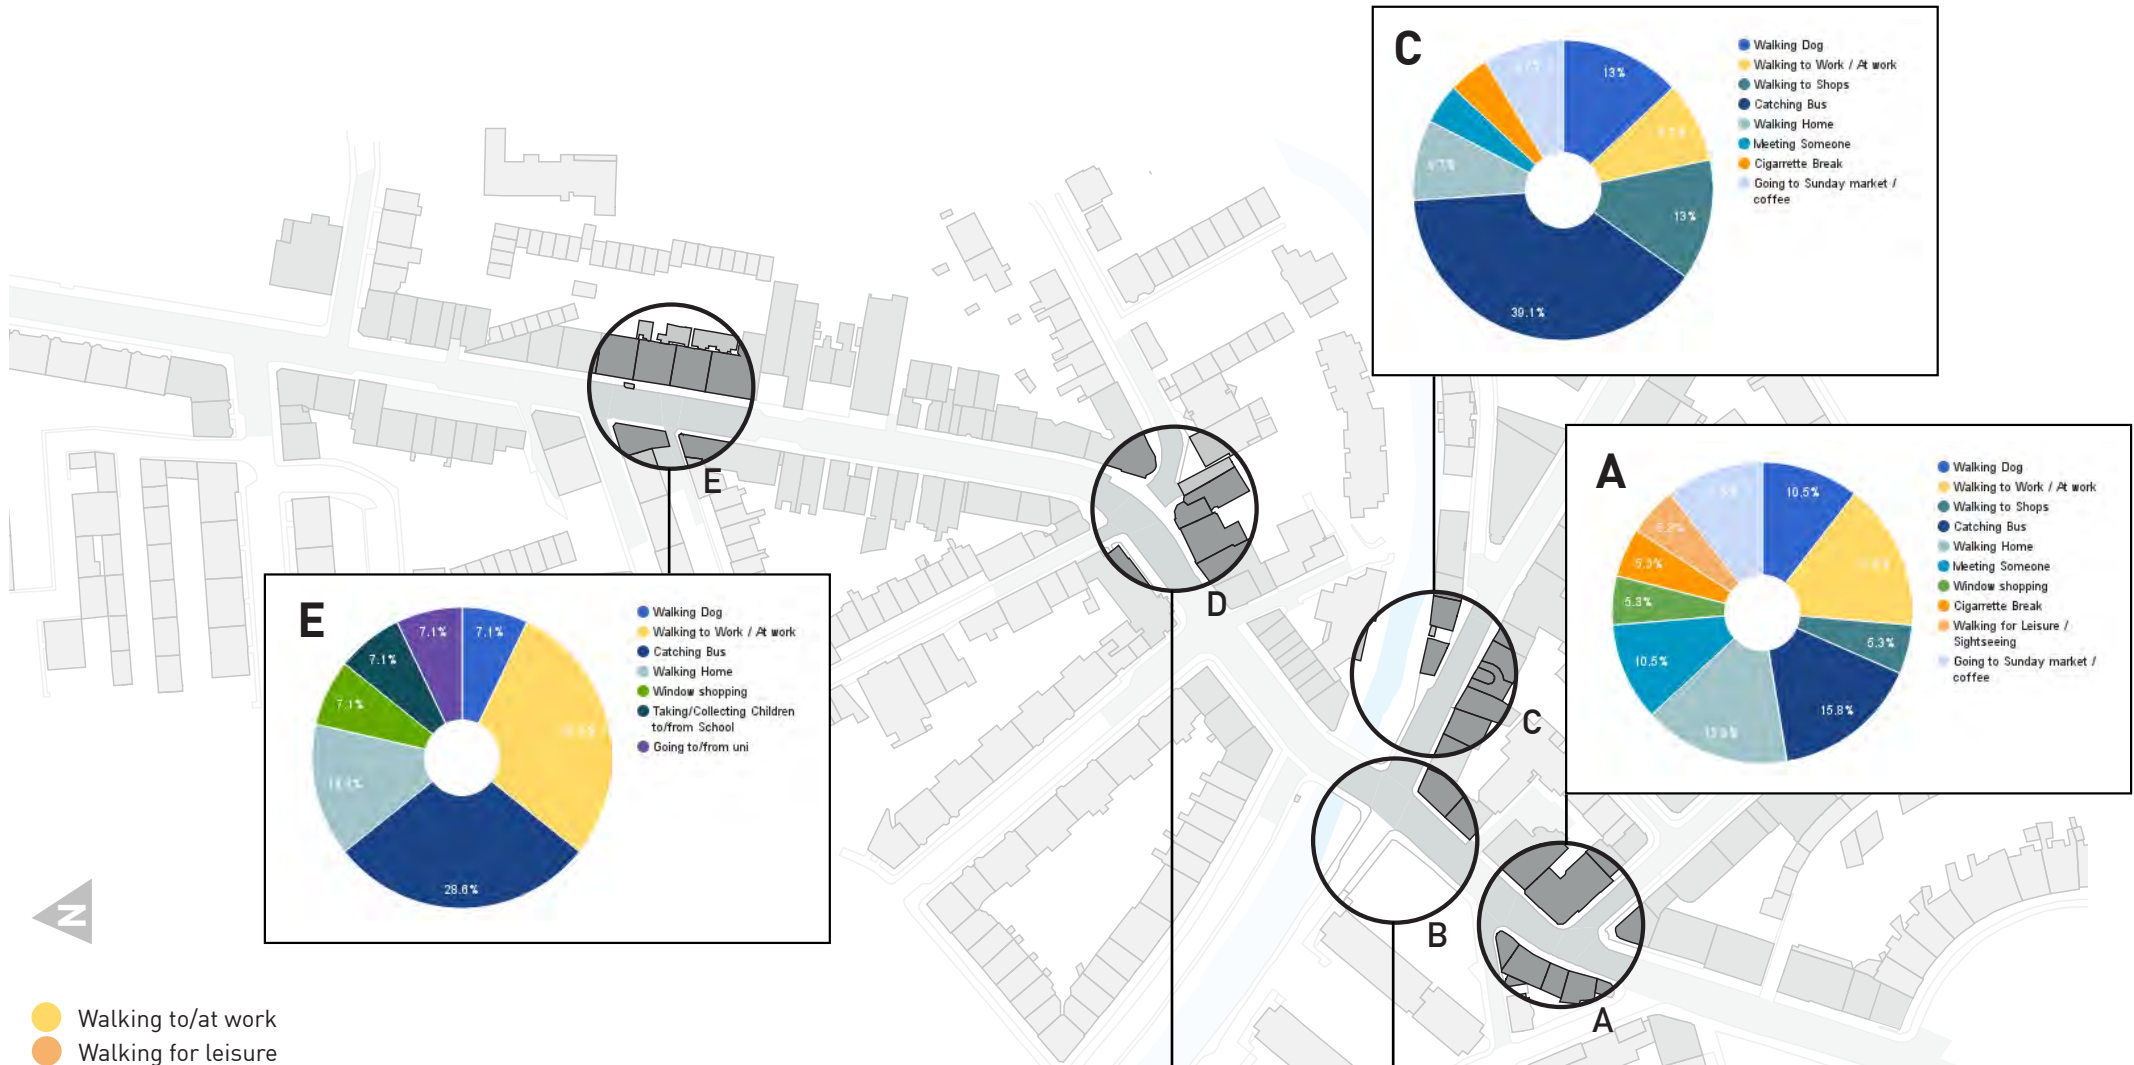 C
Walking Dog
Walking to Work / At work
Walking to Shops
Catching Bus
Walking Home
Meeting Someone
Cigarrette Break
Going to Sunday market /
coffee
13%
13%
39.1%
A
Walking Dog
Walking to Work / At work
Walking to Shops
Catching Bus
Walking Home
Meeting Someone
Window shopping
Cigarrette Break
Walking for Leisure /
Sightseeing
Going to Sunday market /
coffee
10.5%
5.3%
15.8%
10.5%
5.3%
5.3%
5.3%
E
Walking Dog
Walking to Work / At work
Catching Bus
Walking Home
Window shopping
Taking/Collecting Children
to/from School
Going to/from uni
7.1%
7.1%
7.1%
7.1%
28.6%
E
D
C
B
A
N
Walking to/at work
Walking for leisure